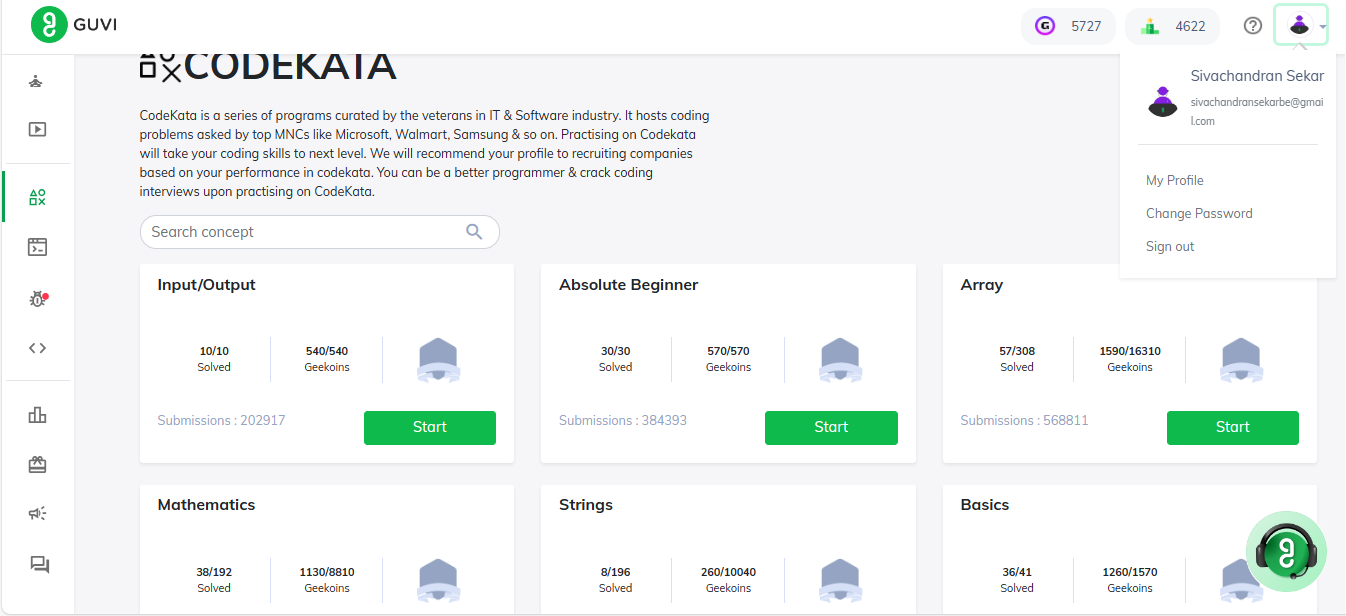 GUVI
5727
4622
Sivachandran Sekar
sivachandransekarbe@gmai
l.com
My Profile
Change Password
Sign out
CODEKATA
CodeKata is a series of programs curated by the veterans in IT & Software industry. It hosts coding
problems asked by top MNCs like Microsoft, Walmart, Samsung & so on. Practising on Codekata
will take your coding skills to next level. We will recommend your profile to recruiting companies
based on your performance in codekata. You can be a better programmer & crack coding
interviews upon practising on CodeKata.
Search concept
Input/Output
10/10
Solved
540/540
Geekoins
Submissions : 202917
Start
Absolute Beginner
30/30
Solved
570/570
Geekoins
Submissions : 384393
Start
Array
57/308
Solved
1590/16310
Geekoins
Submissions : 568811
Start
Mathematics
38/192
Solved
1130/8810
Geekoins
Strings
8/196
Solved
260/10040
Geekoins
Basics
36/41
Solved
1260/1570
Geekoins